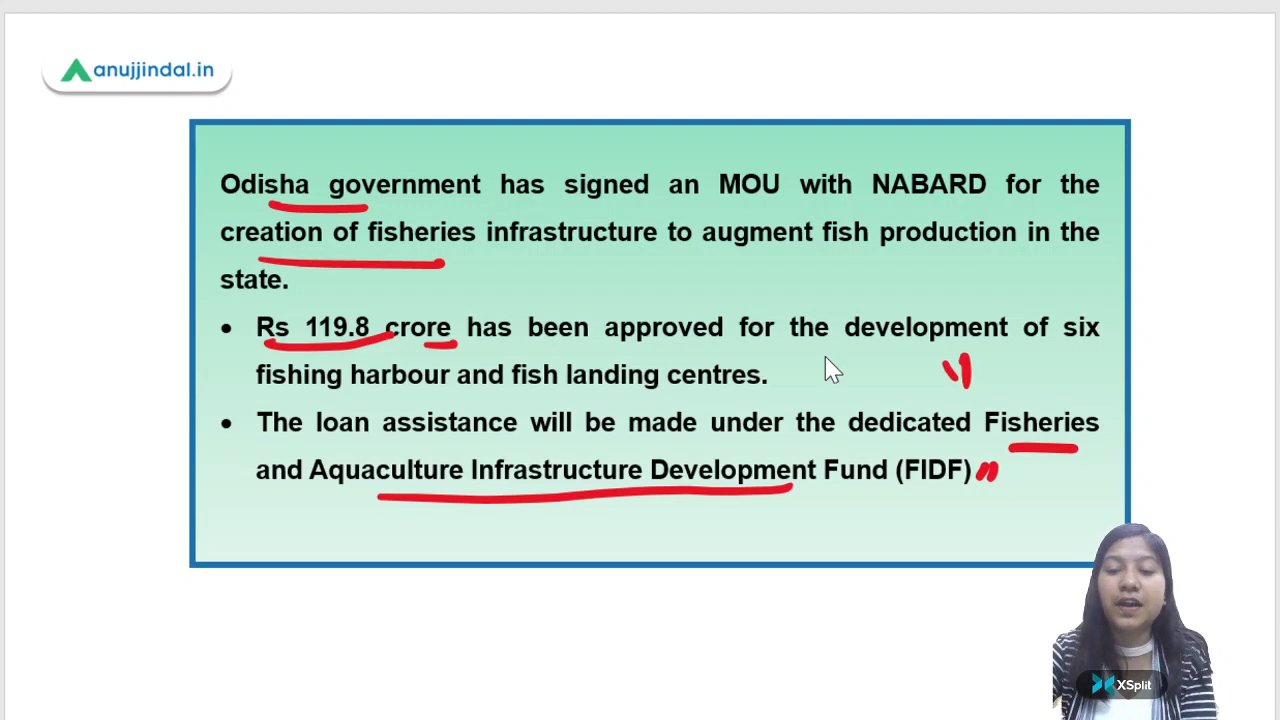 anujjindal.in
Odisha government has signed an MOU with NABARD for the
creation of fisheries infrastructure to augment fish production in the
state.
• Rs 119.8 crore has been approved for the development of six
fishing harbour and fish landing centres.
• The loan assistance will be made under the dedicated Fisheries
and Aquaculture Infrastructure Development Fund (FIDF)
XSplit